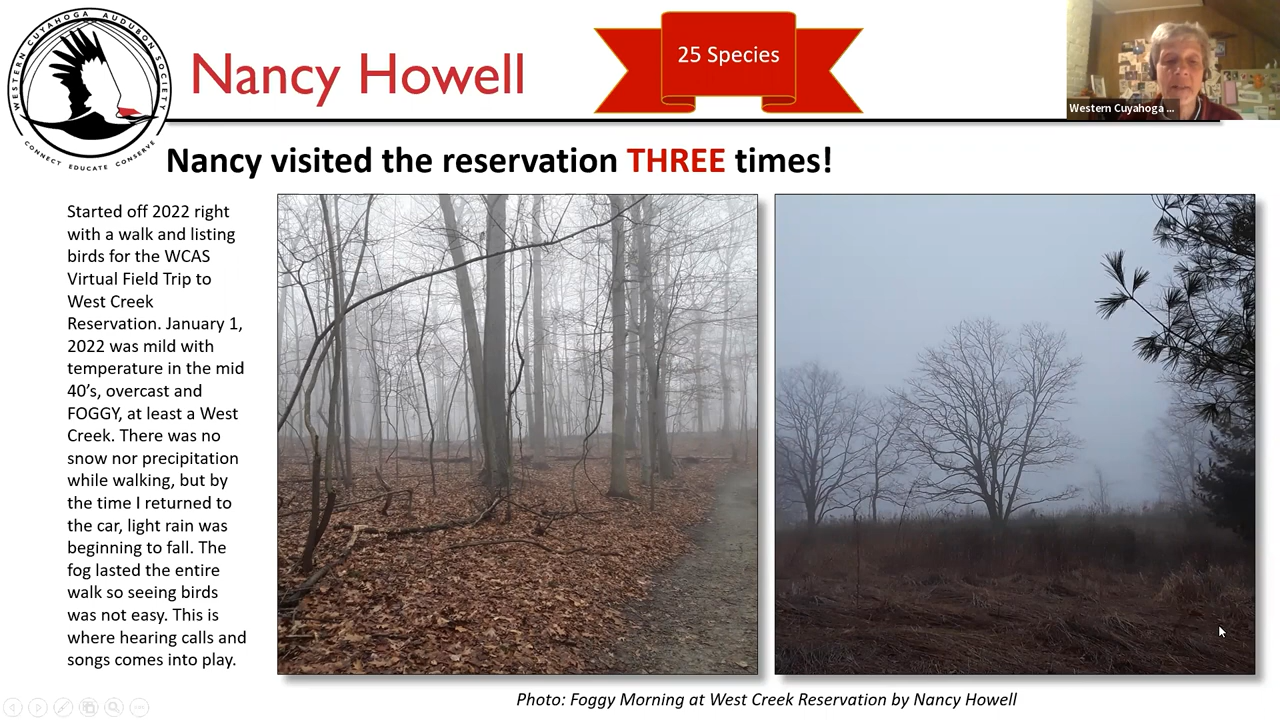 WESTERN CUYAHOGA AUDUBON SOCIETY
CONNECT EDUCATE CONSERVE
Nancy Howell
25 Species
Western Cuyahoga ...
Nancy visited the reservation THREE times!
Started off 2022 right
with a walk and listing
birds for the WCAS
Virtual Field Trip to
West Creek
Reservation. January 1,
2022 was mild with
temperature in the mid
40’s, overcast and
FOGGY, at least a West
Creek. There was no
snow nor precipitation
while walking, but by
the time I returned to
the car, light rain was
beginning to fall. The
fog lasted the entire
walk so seeing birds
was not easy. This is
where hearing calls and
songs comes into play.
Photo: Foggy Morning at West Creek Reservation by Nancy Howell